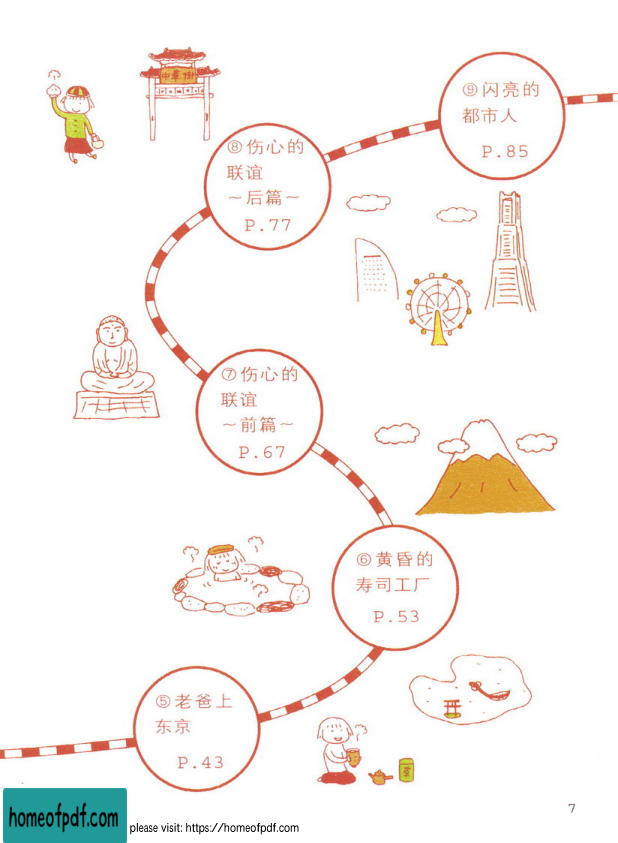 中華街
⑨闪亮的
都市人
P.85
⑧伤心的
联谊
～后篇～
P.77
⑦伤心的
联谊
～前篇～
P.67
⑥黄昏的
寿司工厂
P.53
⑤老爸上
东京
P.43
7
homeofpdf.com
please visit: https://homeofpdf.com